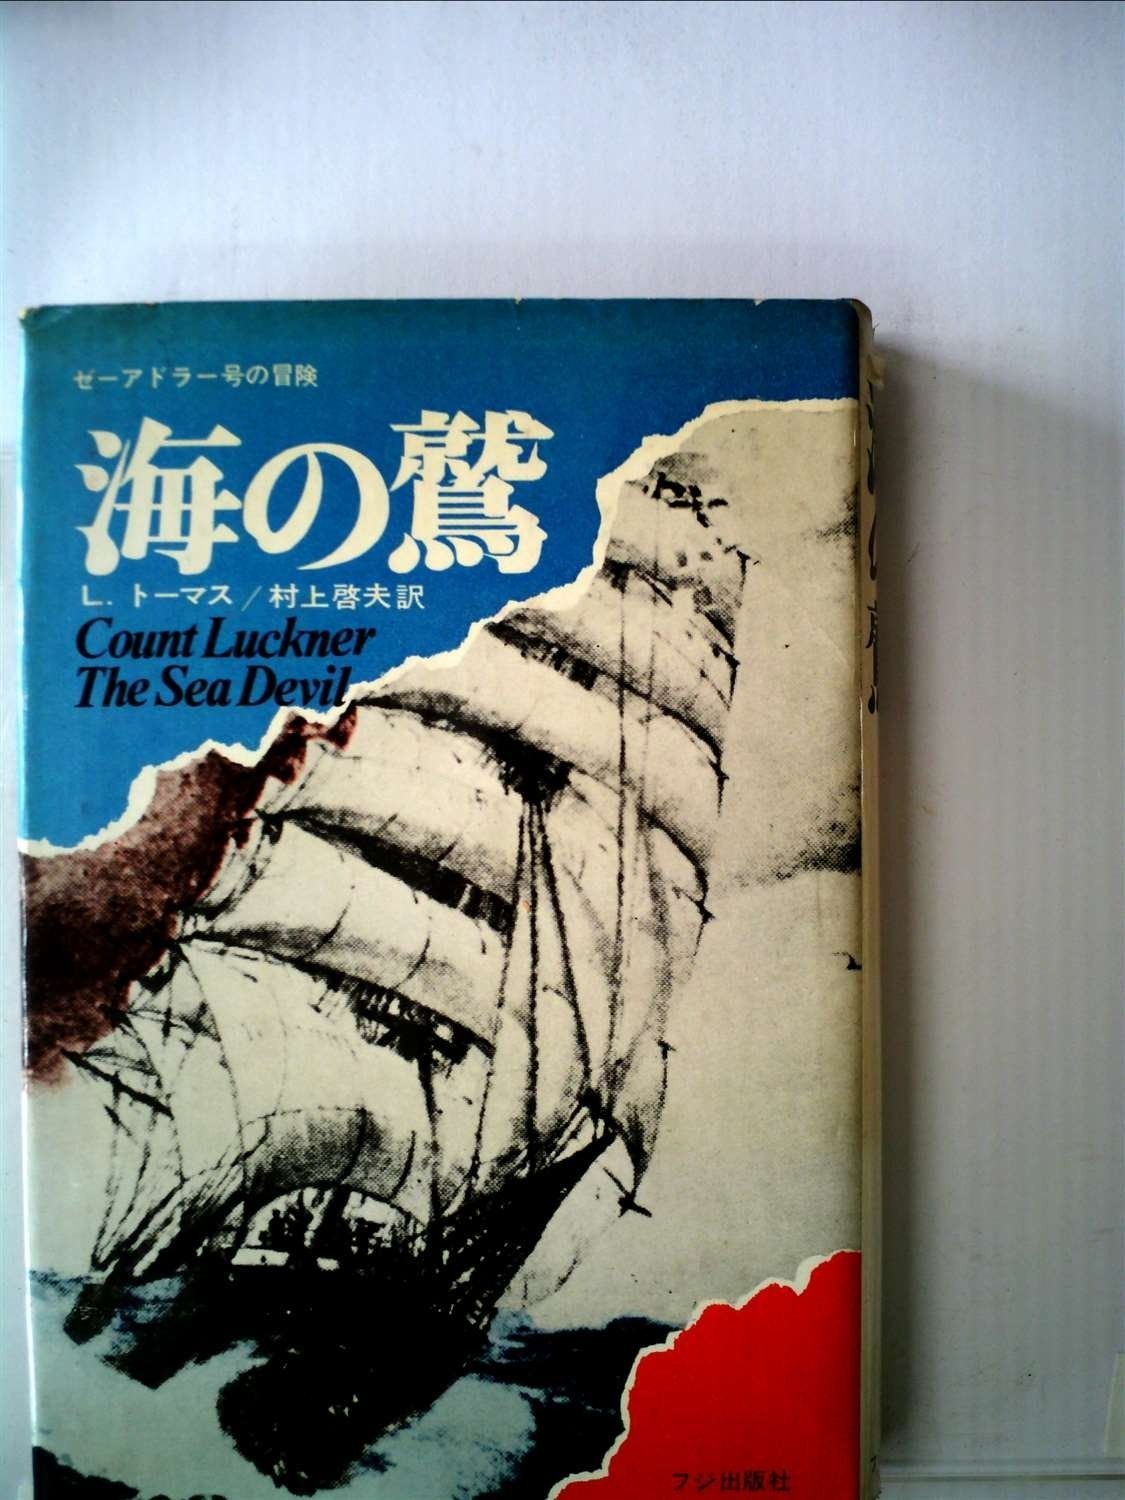 ゼーアドラー号の冒険
海の鷲
L. トーマス/村上啓夫訳
Count Luckner
The Sea Devil
フジ出版社